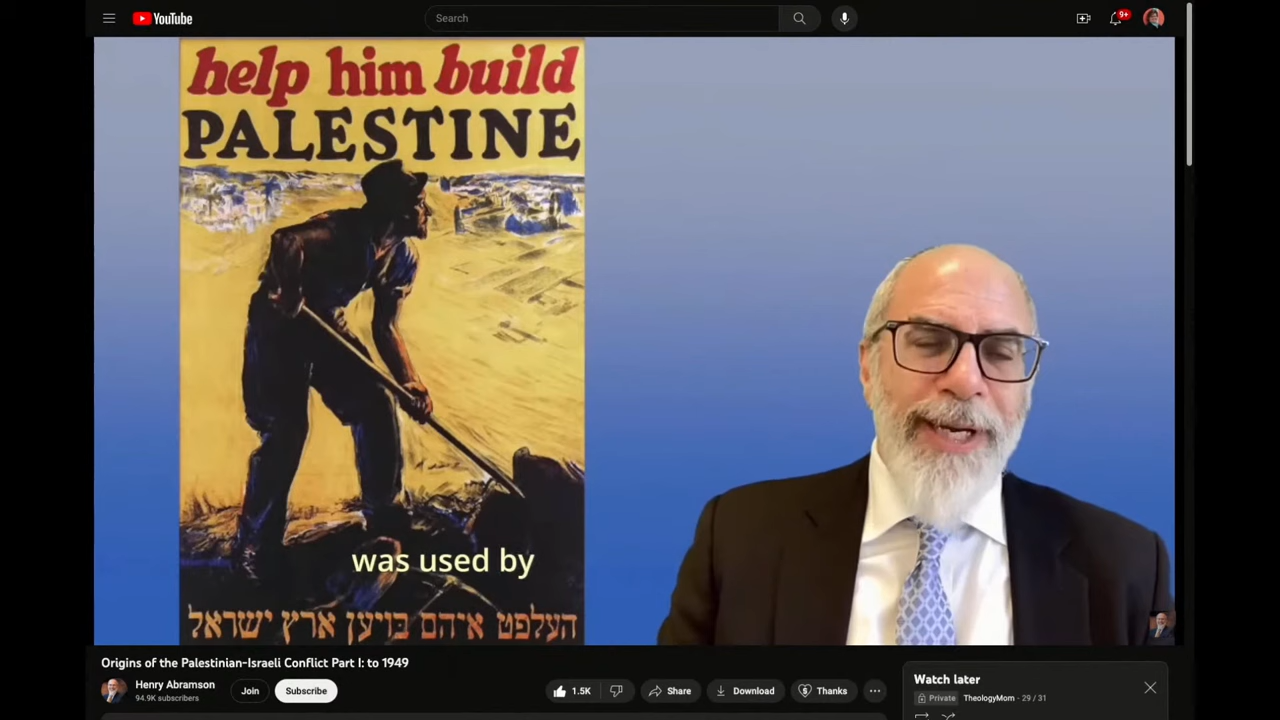 YouTube
Search
9+
help him build
PALESTINE
was used by
העלפט איהם בויען ארץ ישראל
Origins of the Palestinian-Israeli Conflict Part I: to 1949
Henry Abramson
94.9K subscribers
Join
Subscribe
1.5K
Share
Download
Thanks
Watch later
Private
TheologyMom - 29 / 31